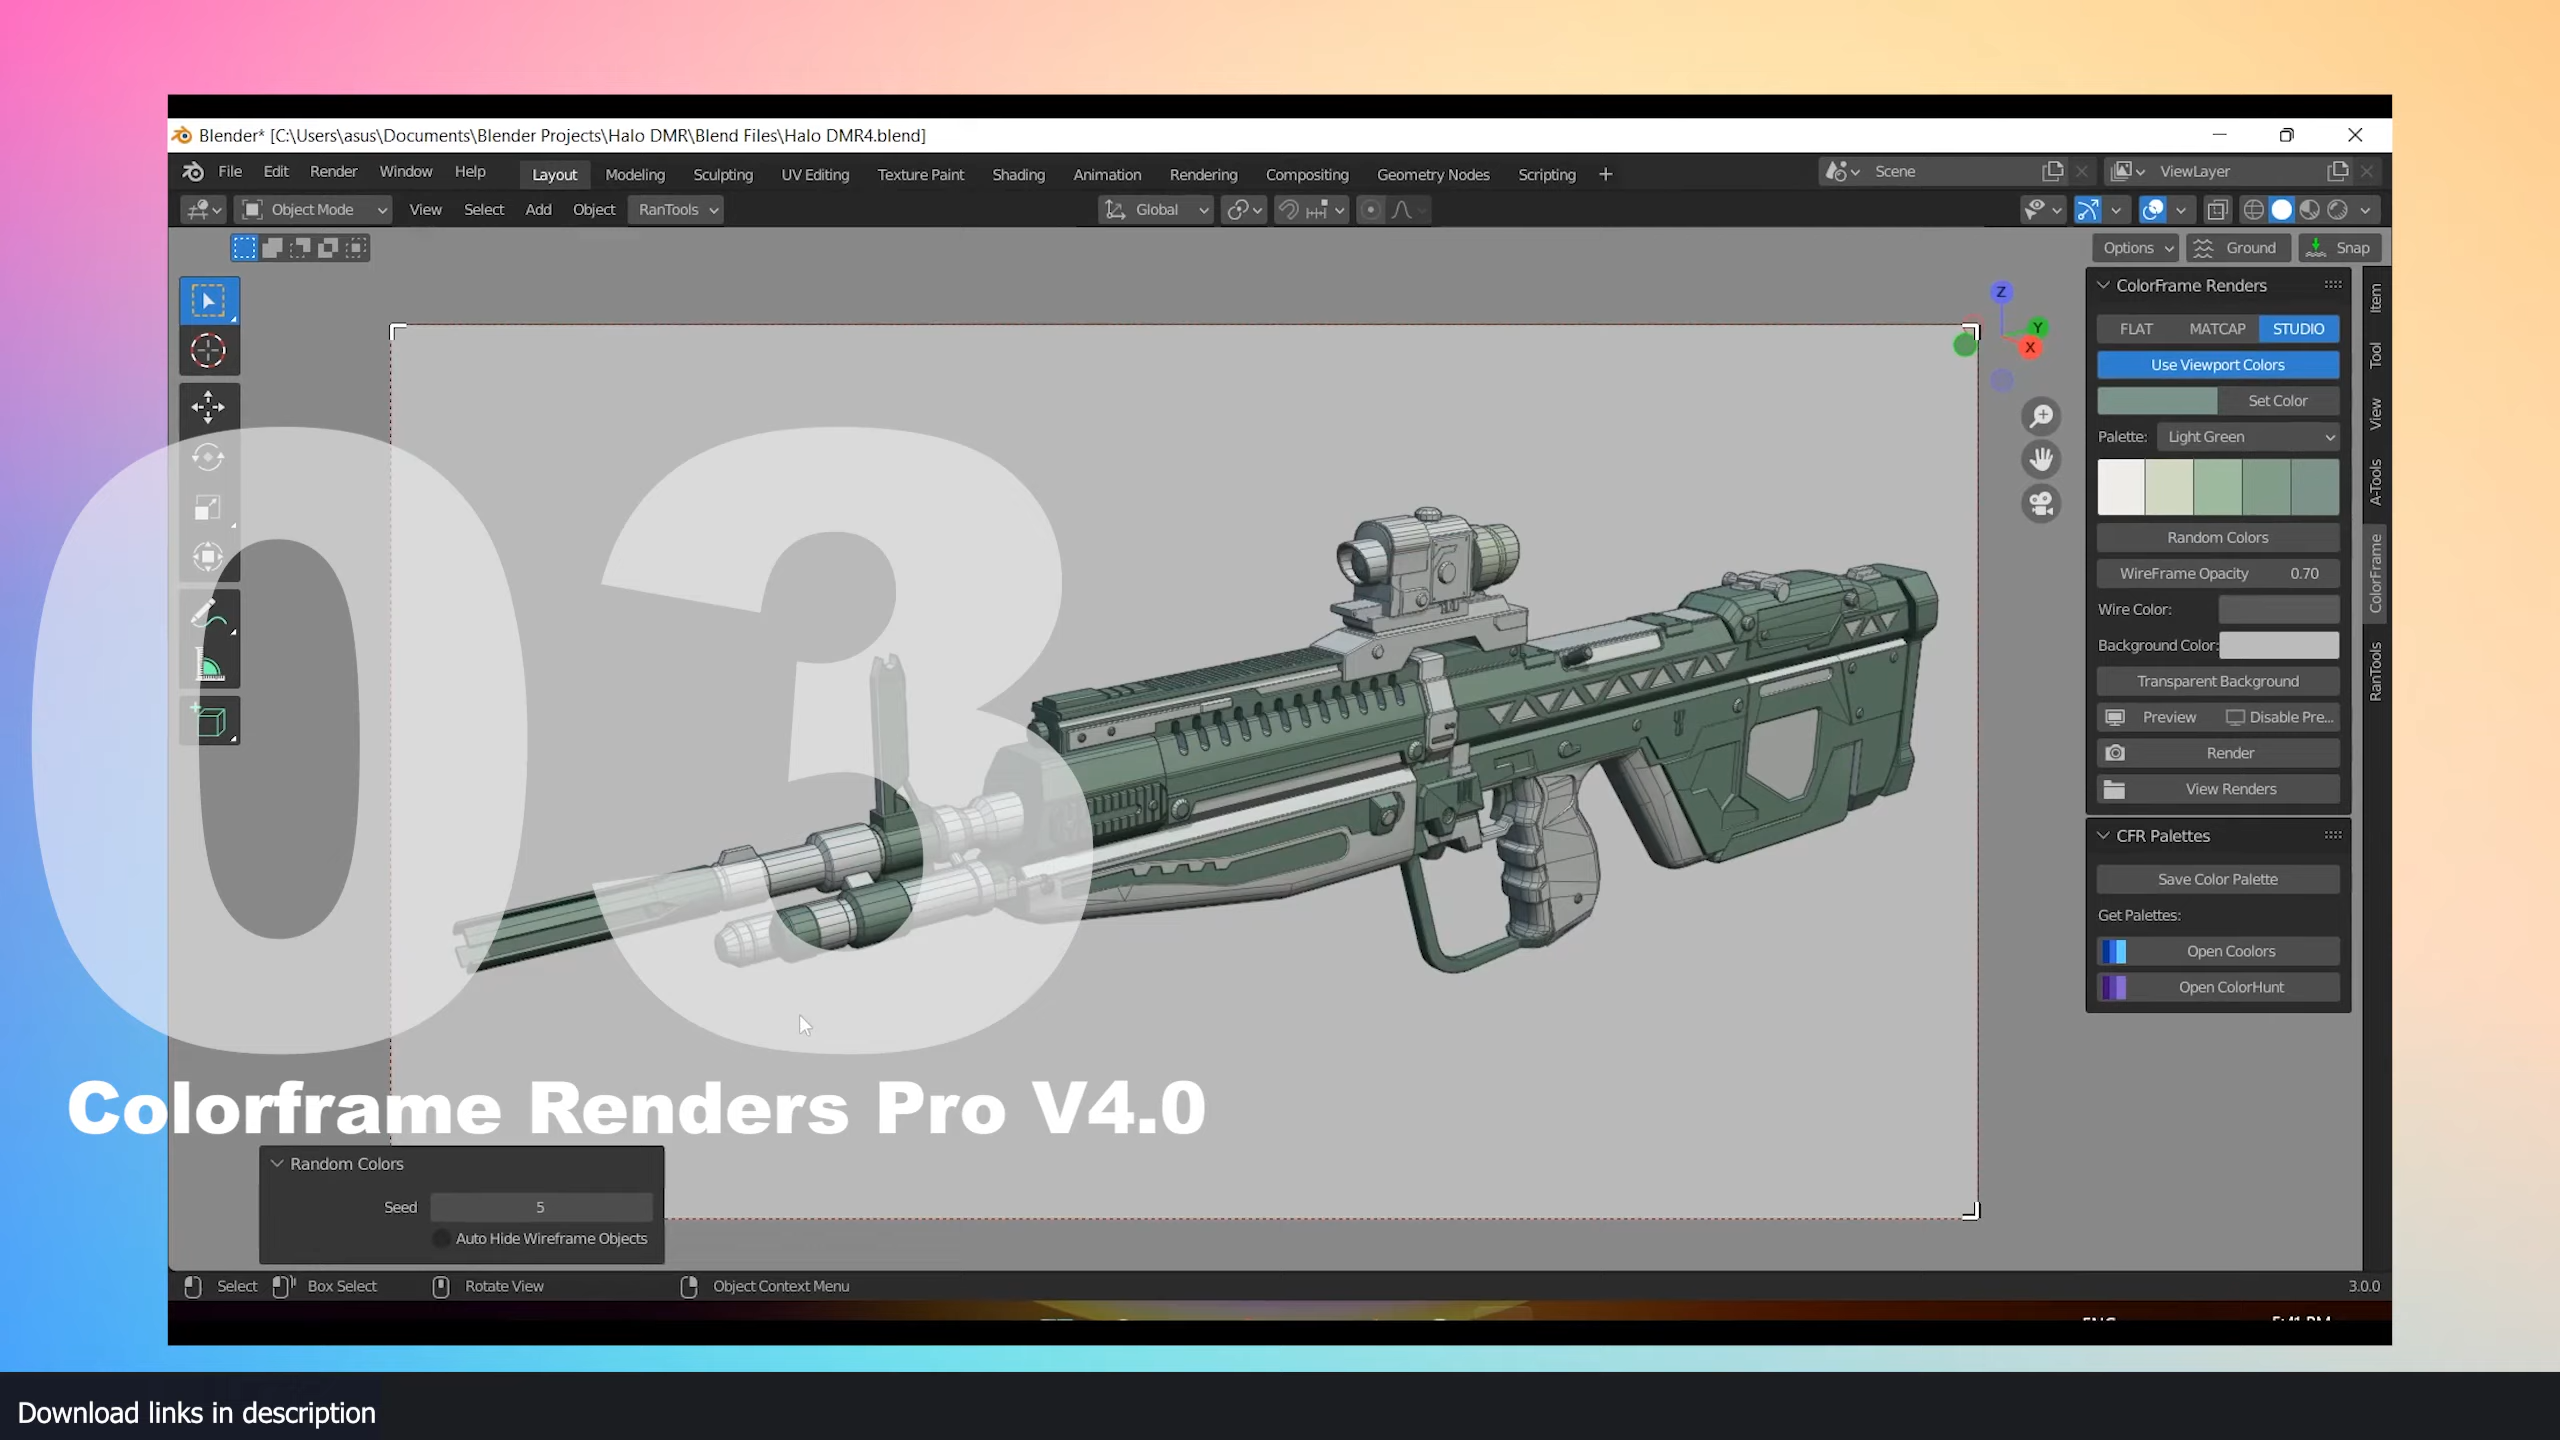 Blender* [C:\Users\asus\Documents\Blender Projects\Halo DMR\Blend Files\Halo DMR4.blend]
File Edit Render Window Help Layout Modeling Sculpting UV Editing Texture Paint Shading Animation Rendering Compositing Geometry Nodes Scripting + Scene ViewLayer
Object Mode View Select Add Object RanTools Global
Options Ground Snap
ColorFrame Renders
FLAT MATCAP STUDIO
Use Viewport Colors
Set Color
Palette: Light Green
Random Colors
WireFrame Opacity 0.70
Wire Color:
Background Color:
Transparent Background
Preview Disable Pre...
Render
View Renders
CFR Palettes
Save Color Palette
Get Palettes:
Open Coolors
Open ColorHunt
Item
Tool
View
A-Tools
ColorFrame
RanTools
Z
Y
X
03
Colorframe Renders Pro V4.0
Random Colors
Seed 5
Auto Hide Wireframe Objects
Select Box Select Rotate View Object Context Menu 3.0.0
Download links in description